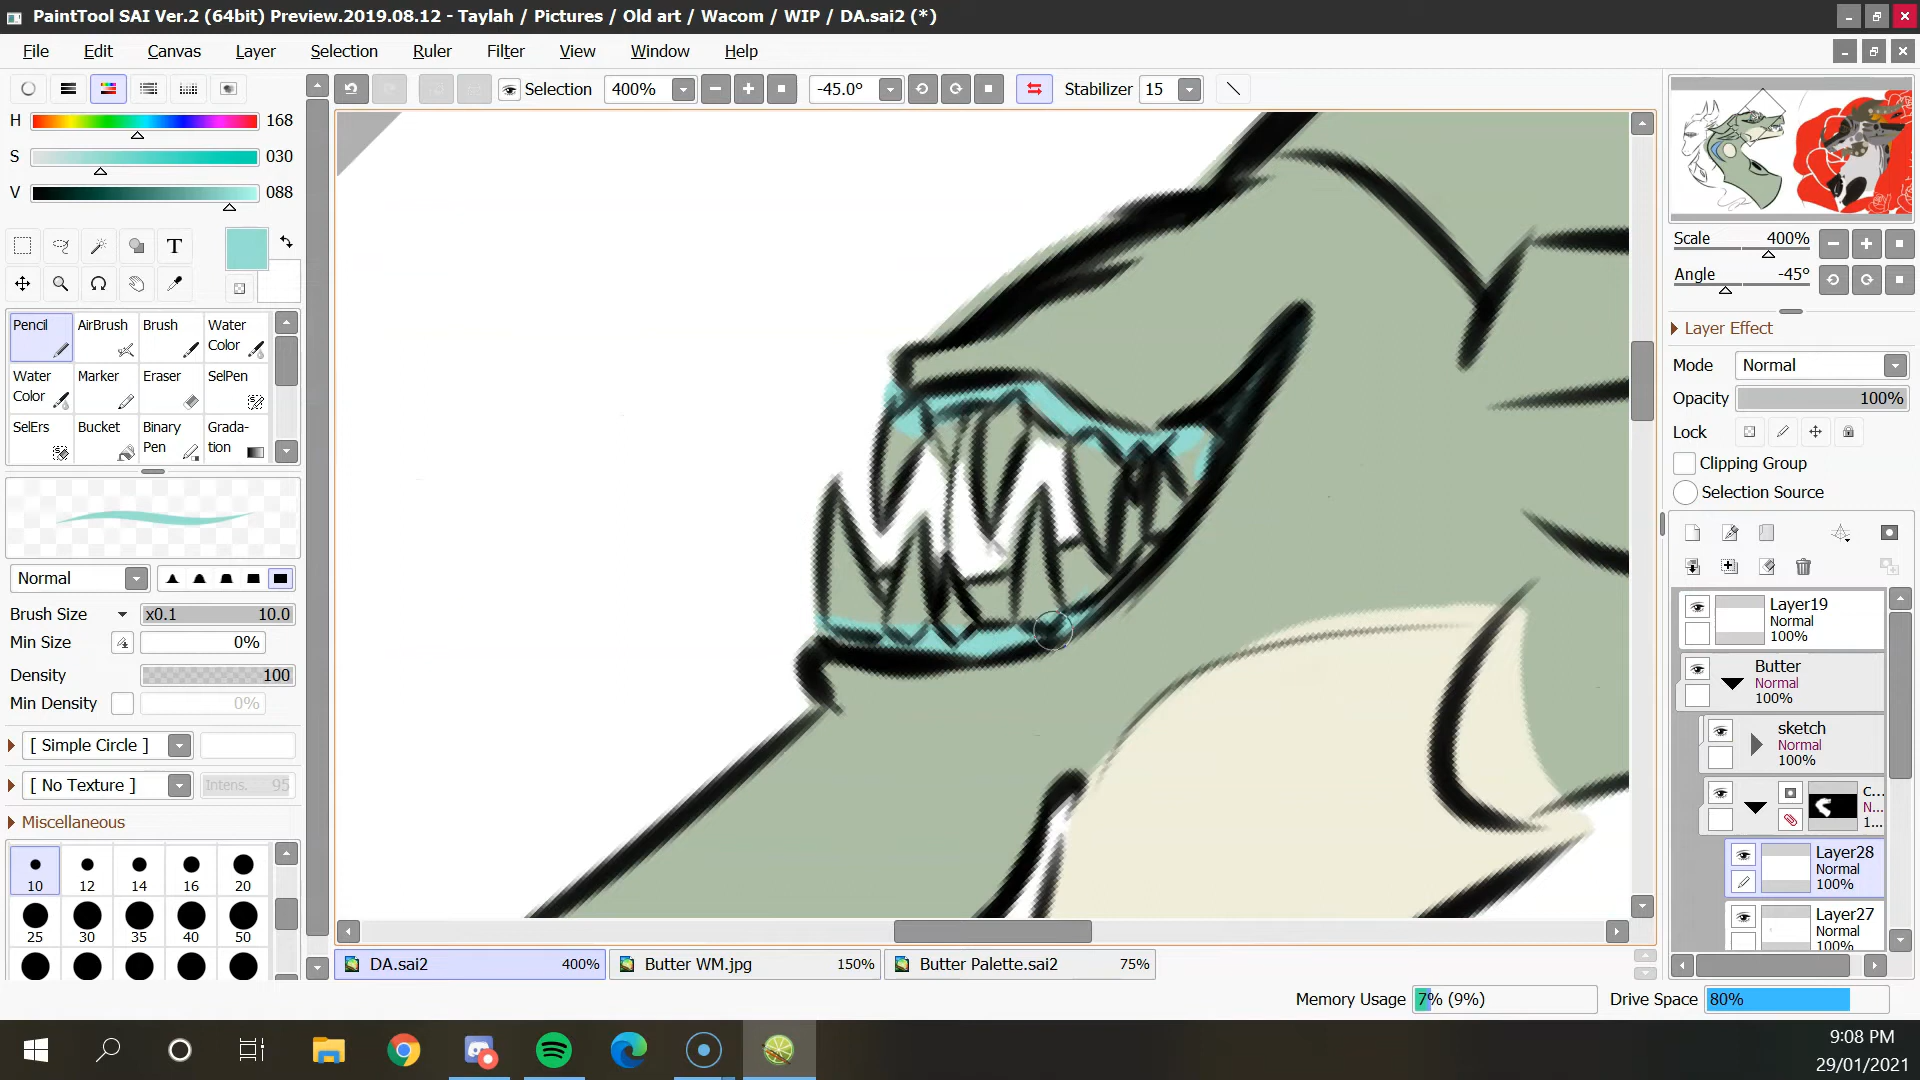 PaintTool SAI Ver.2 (64bit) Preview.2019.08.12 - Taylah / Pictures / Old art / Wacom / WIP / DA.sai2 (*)
File Edit Canvas Layer Selection Ruler Filter View Window Help
Selection 400% -45.0° Stabilizer 15
H 168
S 030
V 088
T
Pencil AirBrush Brush Water Color
Water Color Marker Eraser SelPen
SelErs Bucket Binary Pen Grada-tion
Normal
Brush Size x0.1 10.0
Min Size 0%
Density 100
Min Density 0%
[ Simple Circle ]
[ No Texture ] Intens. 95
Miscellaneous
10 12 14 16 20
25 30 35 40 50
Scale 400%
Angle -45°
Layer Effect
Mode Normal
Opacity 100%
Lock
Clipping Group
Selection Source
Layer19
Normal
100%
Butter
Normal
100%
sketch
Normal
100%
C...
N...
1...
Layer28
Normal
100%
Layer27
Normal
100%
DA.sai2 400% Butter WM.jpg 150% Butter Palette.sai2 75%
Memory Usage 7% (9%) Drive Space 80%
9:08 PM
29/01/2021